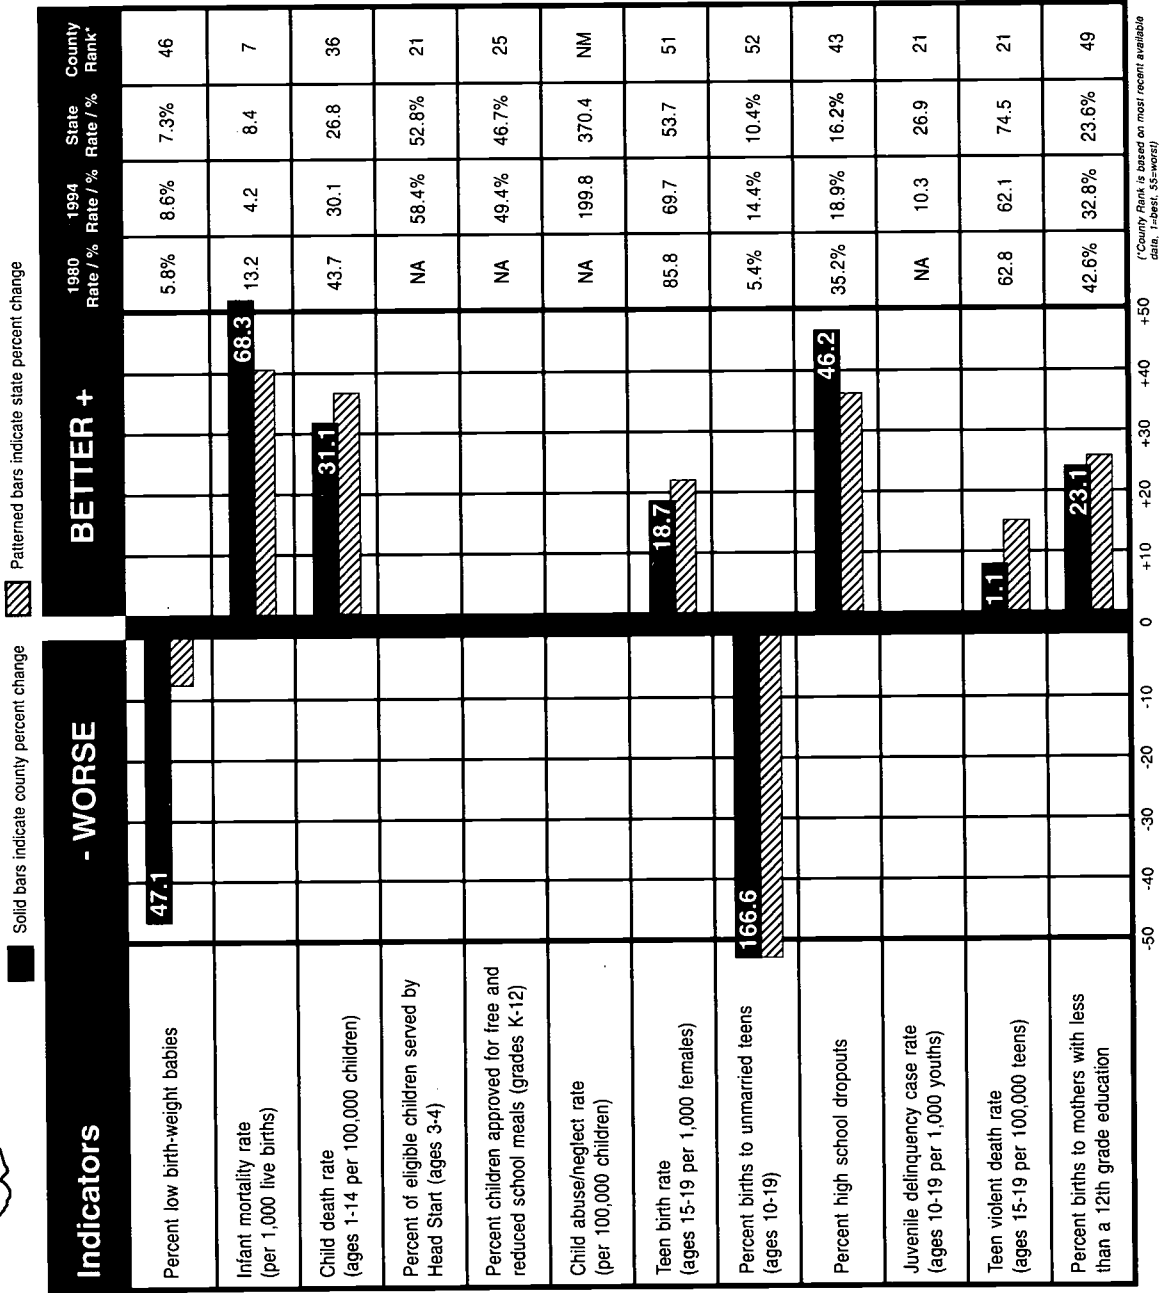 Solid bars indicate county percent change
Patterned bars indicate state percent change
Indicators
- WORSE
BETTER +
1980
Rate / %
1994
Rate / %
State
Rate / %
County
Rank*
Percent low birth-weight babies
47.1
5.8%
8.6%
7.3%
46
Infant mortality rate
(per 1,000 live births)
68.3
13.2
4.2
8.4
7
Child death rate
(ages 1-14 per 100,000 children)
31.1
43.7
30.1
26.8
36
Percent of eligible children served by
Head Start (ages 3-4)
NA
58.4%
52.8%
21
Percent children approved for free and
reduced school meals (grades K-12)
NA
49.4%
46.7%
25
Child abuse/neglect rate
(per 100,000 children)
NA
199.8
370.4
NM
Teen birth rate
(ages 15-19 per 1,000 females)
18.7
85.8
69.7
53.7
51
Percent births to unmarried teens
(ages 10-19)
166.6
5.4%
14.4%
10.4%
52
Percent high school dropouts
46.2
35.2%
18.9%
16.2%
43
Juvenile delinquency case rate
(ages 10-19 per 1,000 youths)
NA
10.3
26.9
21
Teen violent death rate
(ages 15-19 per 100,000 teens)
1.1
62.8
62.1
74.5
21
Percent births to mothers with less
than a 12th grade education
23.1
42.6%
32.8%
23.6%
49
-50
-40
-30
-20
-10
0
+10
+20
+30
+40
+50
(*County Rank is based on most recent available
data, 1=best, 55=worst)